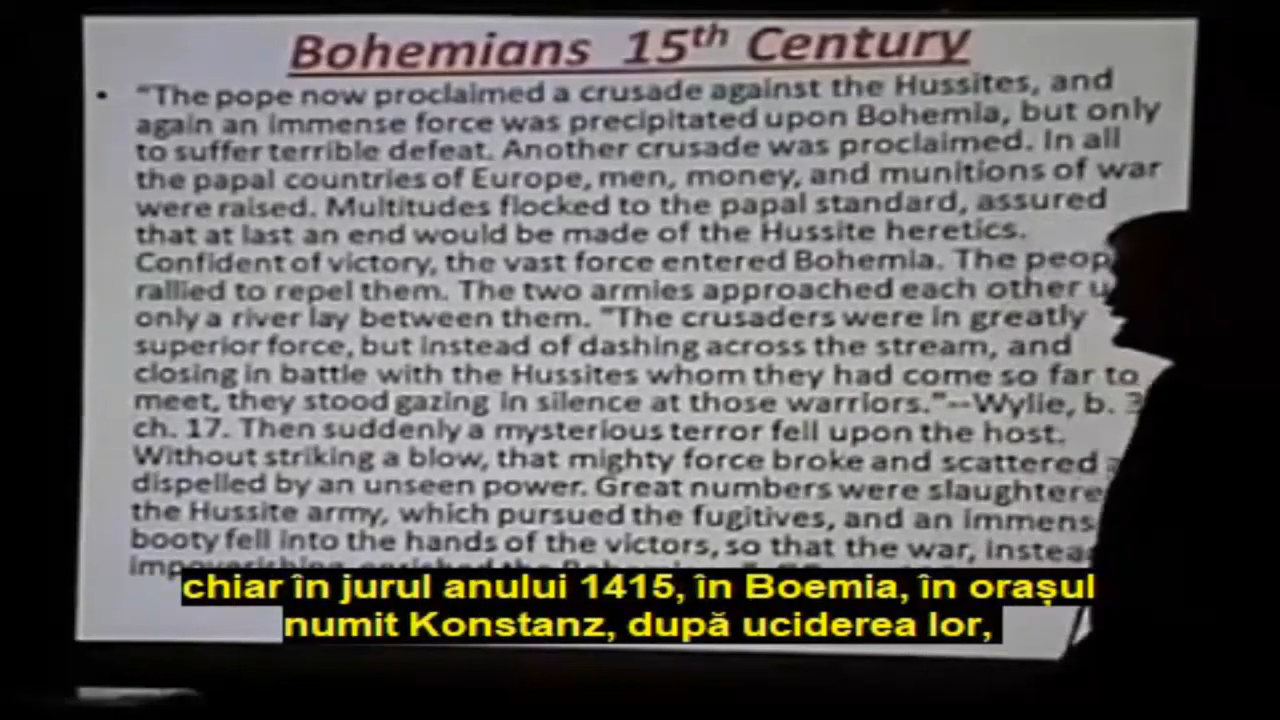 Bohemians 15th Century
• "The pope now proclaimed a crusade against the Hussites, and
again an immense force was precipitated upon Bohemia, but only
to suffer terrible defeat. Another crusade was proclaimed. In all
the papal countries of Europe, men, money, and munitions of war
were raised. Multitudes flocked to the papal standard, assured
that at last an end would be made of the Hussite heretics.
Confident of victory, the vast force entered Bohemia. The peop
rallied to repel them. The two armies approached each other u
only a river lay between them. "The crusaders were in greatly
superior force, but instead of dashing across the stream, and
closing in battle with the Hussites whom they had come so far to
meet, they stood gazing in silence at those warriors."--Wylie, b. 3
ch. 17. Then suddenly a mysterious terror fell upon the host.
Without striking a blow, that mighty force broke and scattered a
dispelled by an unseen power. Great numbers were slaughtere
the Hussite army, which pursued the fugitives, and an immens
booty fell into the hands of the victors, so that the war, instea
chiar în jurul anului 1415, în Boemia, în orașul
numit Konstanz, după uciderea lor,